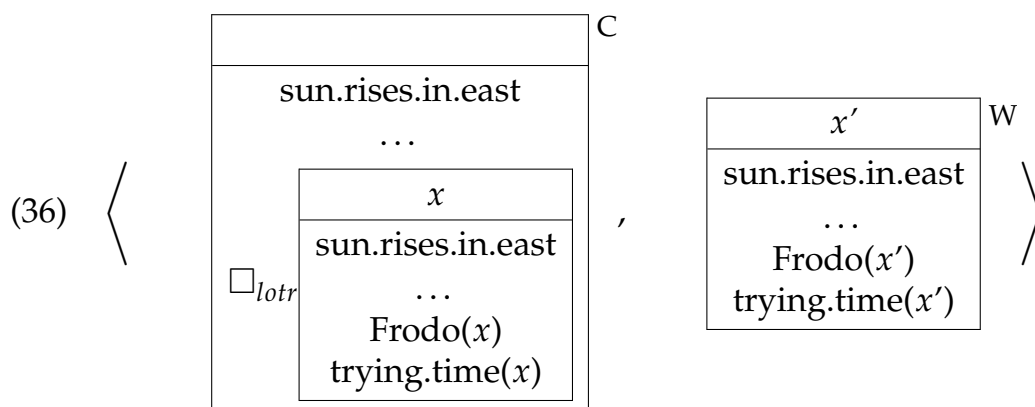 C
sun.rises.in.east
...
x
sun.rises.in.east
...
Frodo(x)
trying.time(x)
□lotr
(36) ⟨ , ⟩
x′ W
sun.rises.in.east
...
Frodo(x')
trying.time(x')